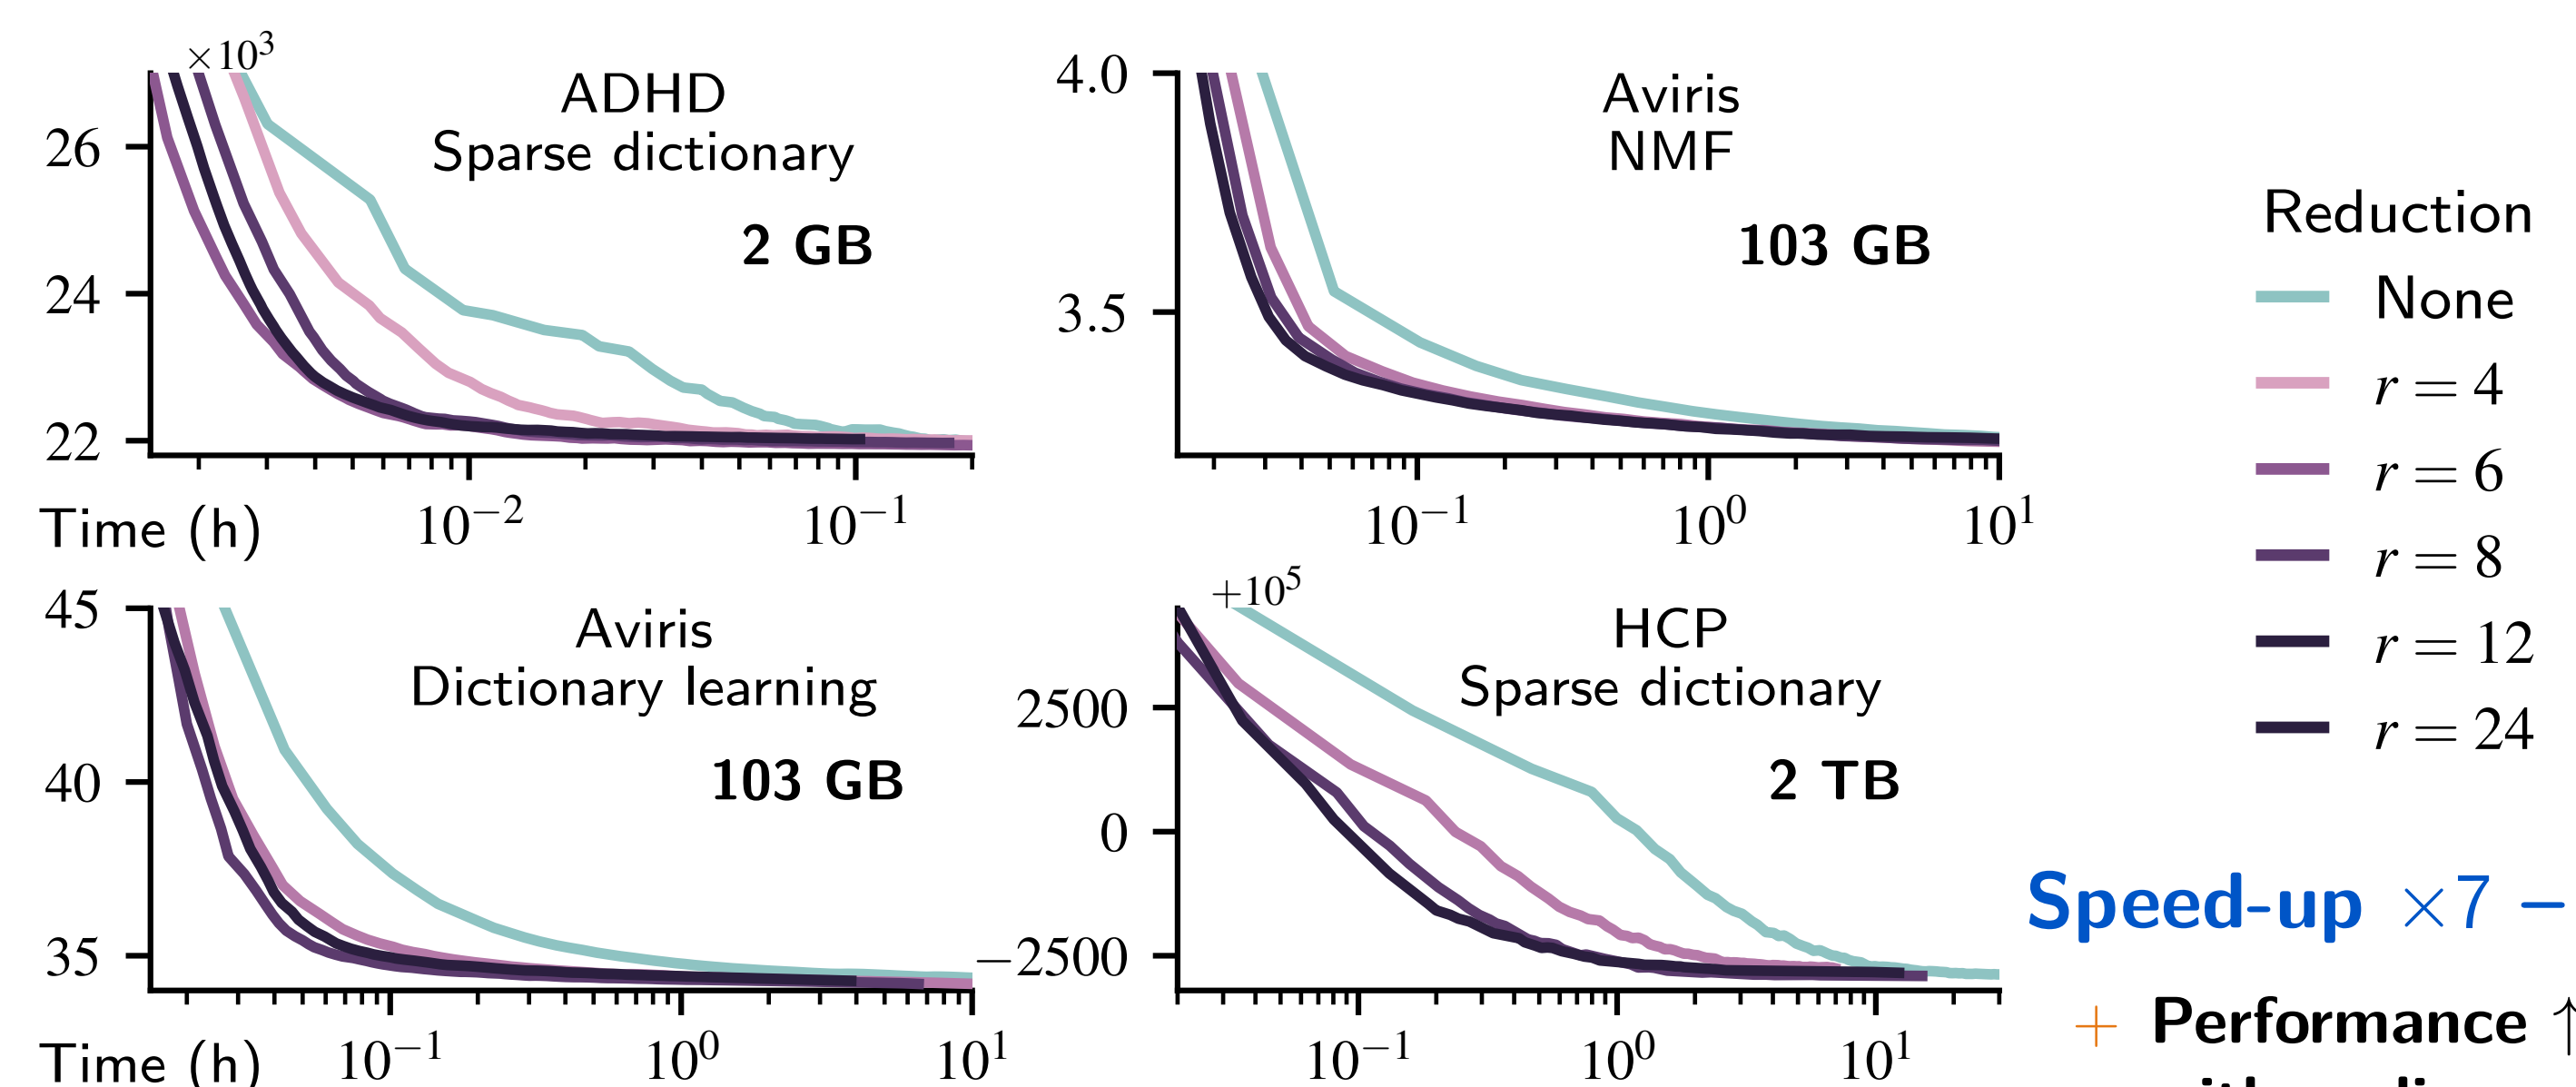 ×10³
ADHD
Sparse dictionary
2 GB
26
24
22
10⁻²
10⁻¹
Time (h)
Aviris
NMF
103 GB
4.0
3.5
10⁻¹
10⁰
10¹
Reduction
None
r = 4
r = 6
r = 8
r = 12
r = 24
Aviris
Dictionary learning
103 GB
45
40
35
Time (h)
10⁻¹
10⁰
10¹
+10⁵
HCP
Sparse dictionary
2 TB
2500
0
−2500
10⁻¹
10⁰
10¹
Speed-up ×7 –
+ Performance ↑